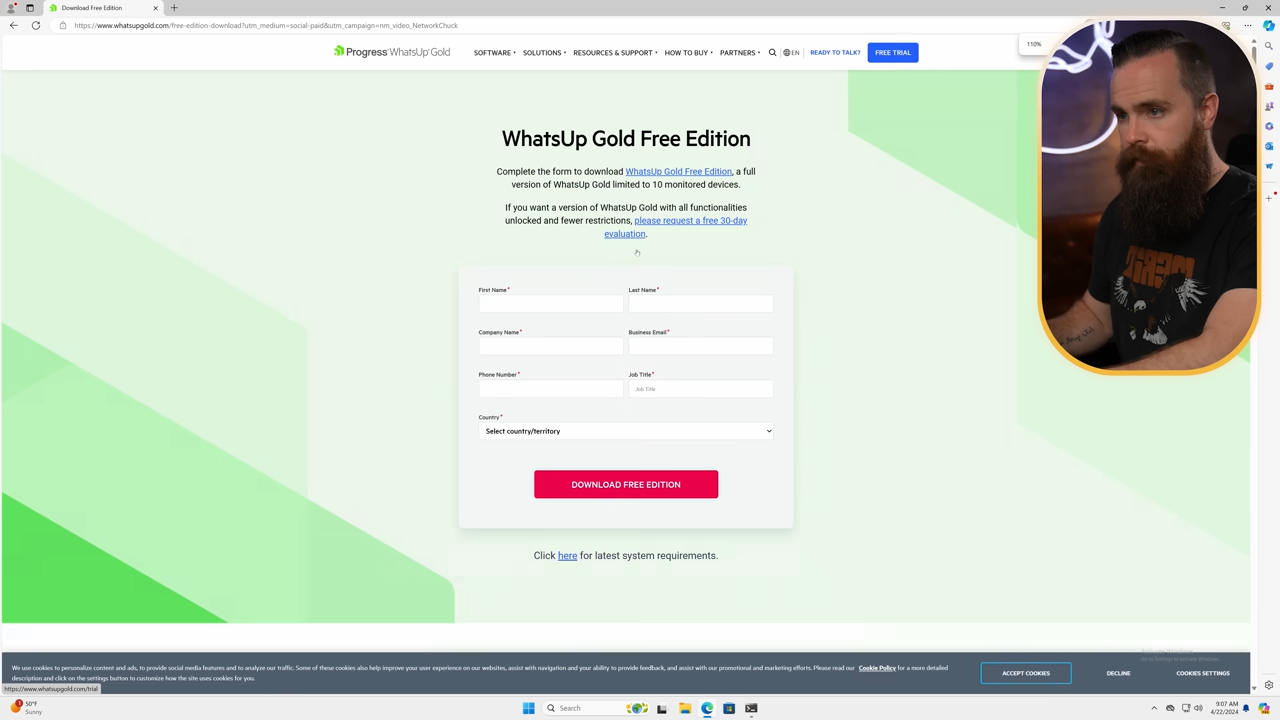 Download Free Edition
https://www.whatsupgold.com/free-edition-download?utm_medium=social-paid&utm_campaign=nm_video_NetworkChuck
110%
Progress WhatsUp Gold
SOFTWARE
SOLUTIONS
RESOURCES & SUPPORT
HOW TO BUY
PARTNERS
EN
READY TO TALK?
FREE TRIAL
WhatsUp Gold Free Edition
Complete the form to download WhatsUp Gold Free Edition, a full
version of WhatsUp Gold limited to 10 monitored devices.
If you want a version of WhatsUp Gold with all functionalities
unlocked and fewer restrictions, please request a free 30-day
evaluation.
First Name*
Last Name*
Company Name*
Business Email*
Phone Number*
Job Title*
Job Title
Country*
Select country/territory
DOWNLOAD FREE EDITION
Click here for latest system requirements.
We use cookies to personalize content and ads, to provide social media features and to analyze our traffic. Some of these cookies also help improve your user experience on our websites, assist with navigation and your ability to provide feedback, and assist with our promotional and marketing efforts. Please read our Cookie Policy for a more detailed
description and click on the settings button to customize how the site uses cookies for you.
ACCEPT COOKIES
DECLINE
COOKIES SETTINGS
Activate Windows
Go to Settings to activate Windows.
https://www.whatsupgold.com/trial
1
50°F
Sunny
Search
9:07 AM
4/22/2024